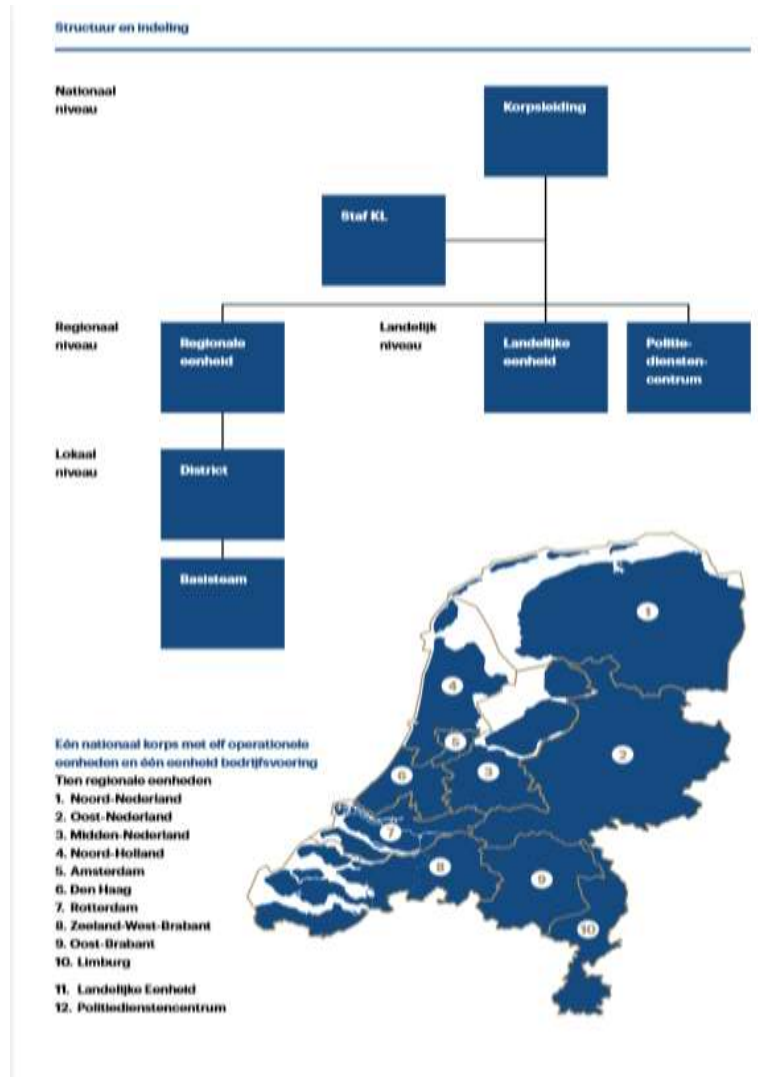 Structuur en indeling
Nationaal
niveau
Korpsleiding
Staf KL
Regionaal
niveau
Regionale
eenheid
Landelijk
niveau
Landelijke
eenheid
Politie-
diensten-
centrum
Lokaal
niveau
District
Basisteam
1
4
5
2
3
6
7
8
9
10
Eén nationaal korps met elf operationele
eenheden en één eenheid bedrijfsvoering
Tien regionale eenheden
1. Noord-Nederland
2. Oost-Nederland
3. Midden-Nederland
4. Noord-Holland
5. Amsterdam
6. Den Haag
7. Rotterdam
8. Zeeland-West-Brabant
9. Oost-Brabant
10. Limburg
11. Landelijke Eenheid
12. Politiedienstencentrum